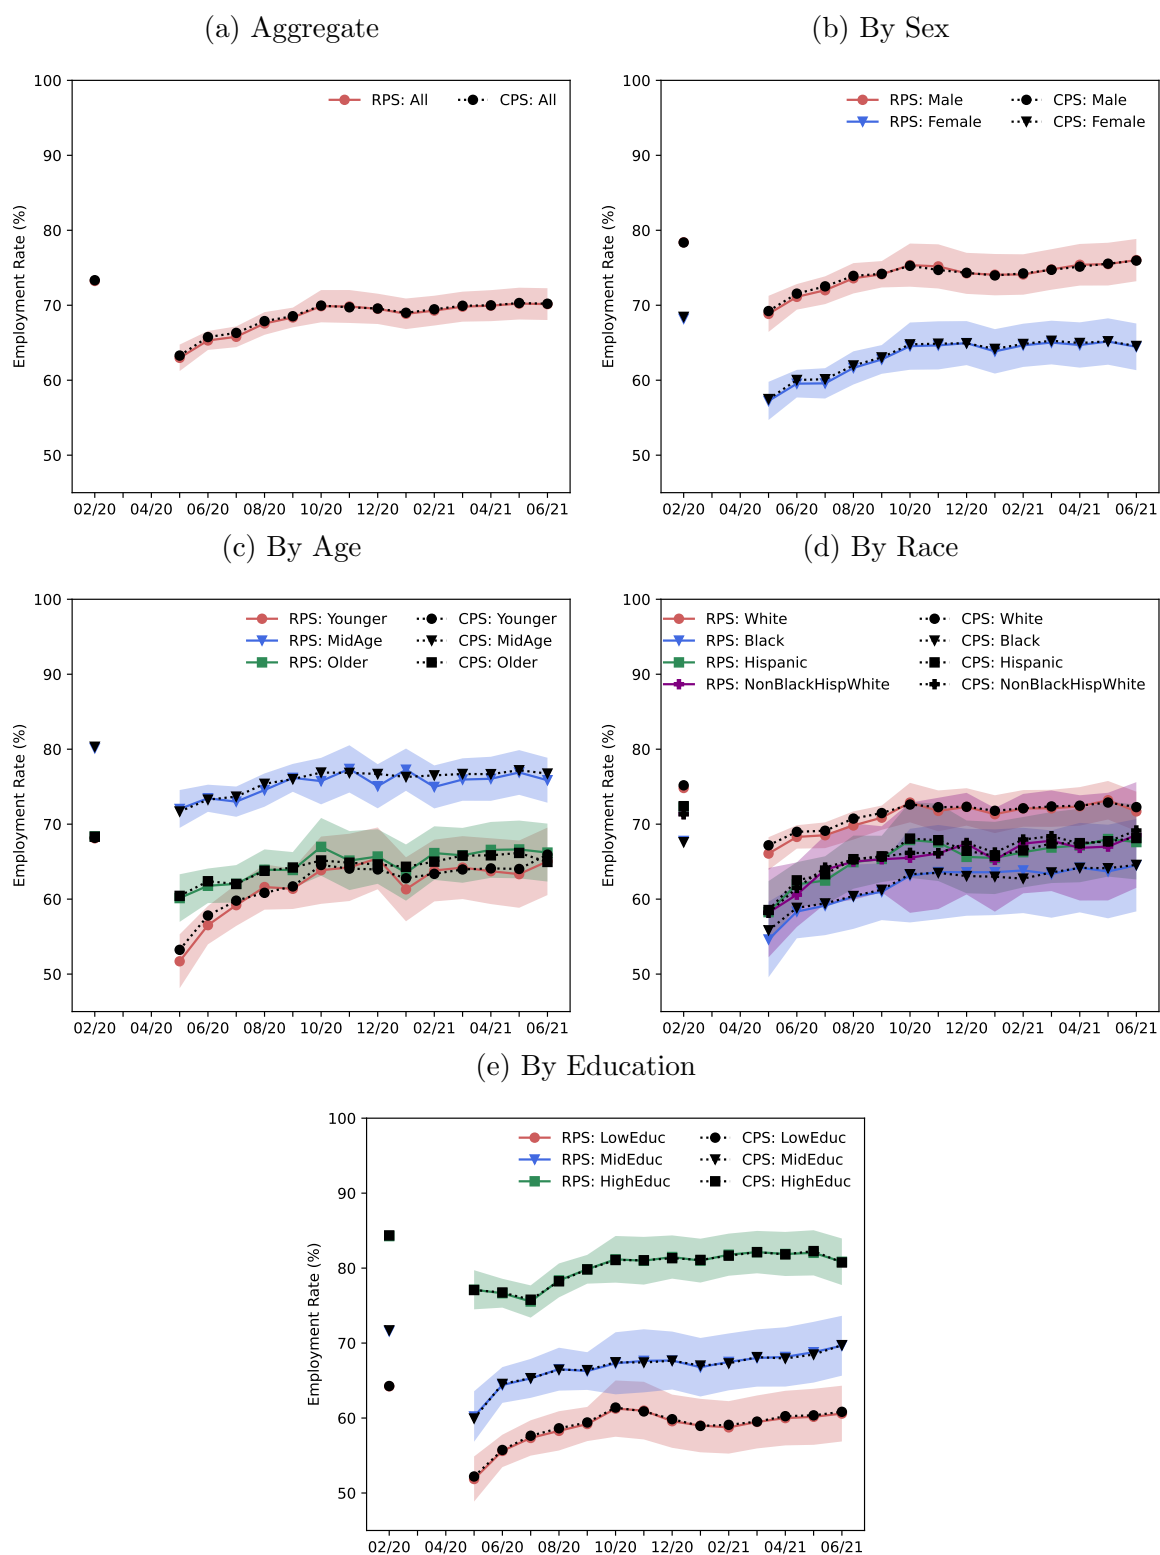 (a) Aggregate
(b) By Sex
100
90
80
70
60
50
Employment Rate (%)
RPS: All
CPS: All
02/20 04/20 06/20 08/20 10/20 12/20 02/21 04/21 06/21
100
90
80
70
60
50
Employment Rate (%)
RPS: Male
CPS: Male
RPS: Female
CPS: Female
02/20 04/20 06/20 08/20 10/20 12/20 02/21 04/21 06/21
(c) By Age
(d) By Race
100
90
80
70
60
50
Employment Rate (%)
RPS: Younger
CPS: Younger
RPS: MidAge
CPS: MidAge
RPS: Older
CPS: Older
02/20 04/20 06/20 08/20 10/20 12/20 02/21 04/21 06/21
100
90
80
70
60
50
Employment Rate (%)
RPS: White
CPS: White
RPS: Black
CPS: Black
RPS: Hispanic
CPS: Hispanic
RPS: NonBlackHispWhite
CPS: NonBlackHispWhite
02/20 04/20 06/20 08/20 10/20 12/20 02/21 04/21 06/21
(e) By Education
100
90
80
70
60
50
Employment Rate (%)
RPS: LowEduc
CPS: LowEduc
RPS: MidEduc
CPS: MidEduc
RPS: HighEduc
CPS: HighEduc
02/20 04/20 06/20 08/20 10/20 12/20 02/21 04/21 06/21